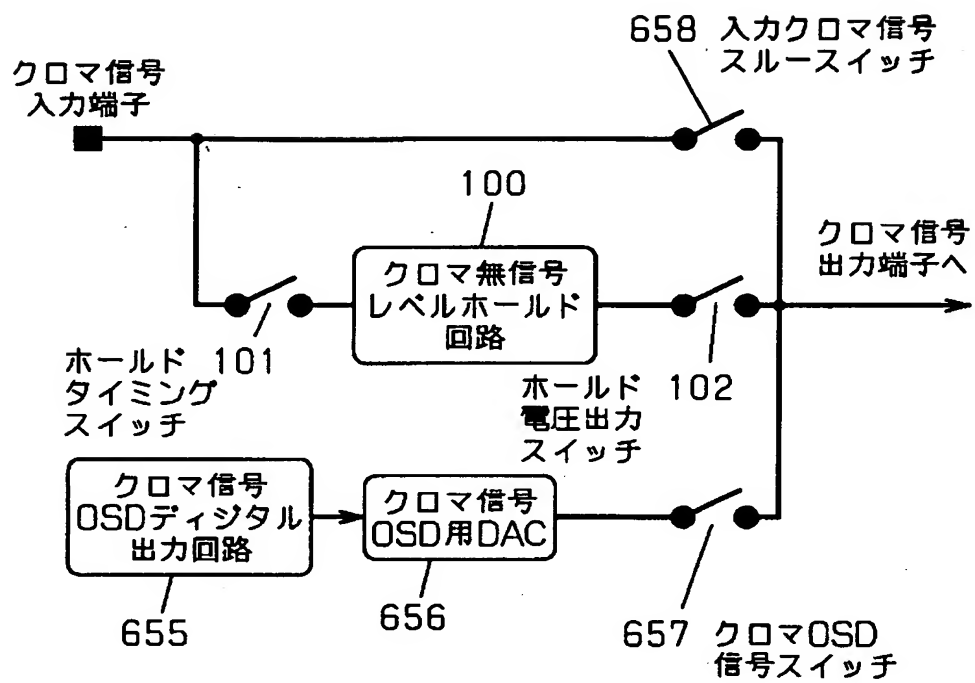 658 入力クロマ信号
スルースイッチ
クロマ信号
入力端子
100
クロマ信号
出力端子へ
クロマ無信号
レベルホールド
回路
ホールド 101
タイミング
スイッチ
ホールド 102
電圧出力
スイッチ
クロマ信号
OSDディジタル
出力回路
クロマ信号
OSD用DAC
655
656
657 クロマOSD
信号スイッチ